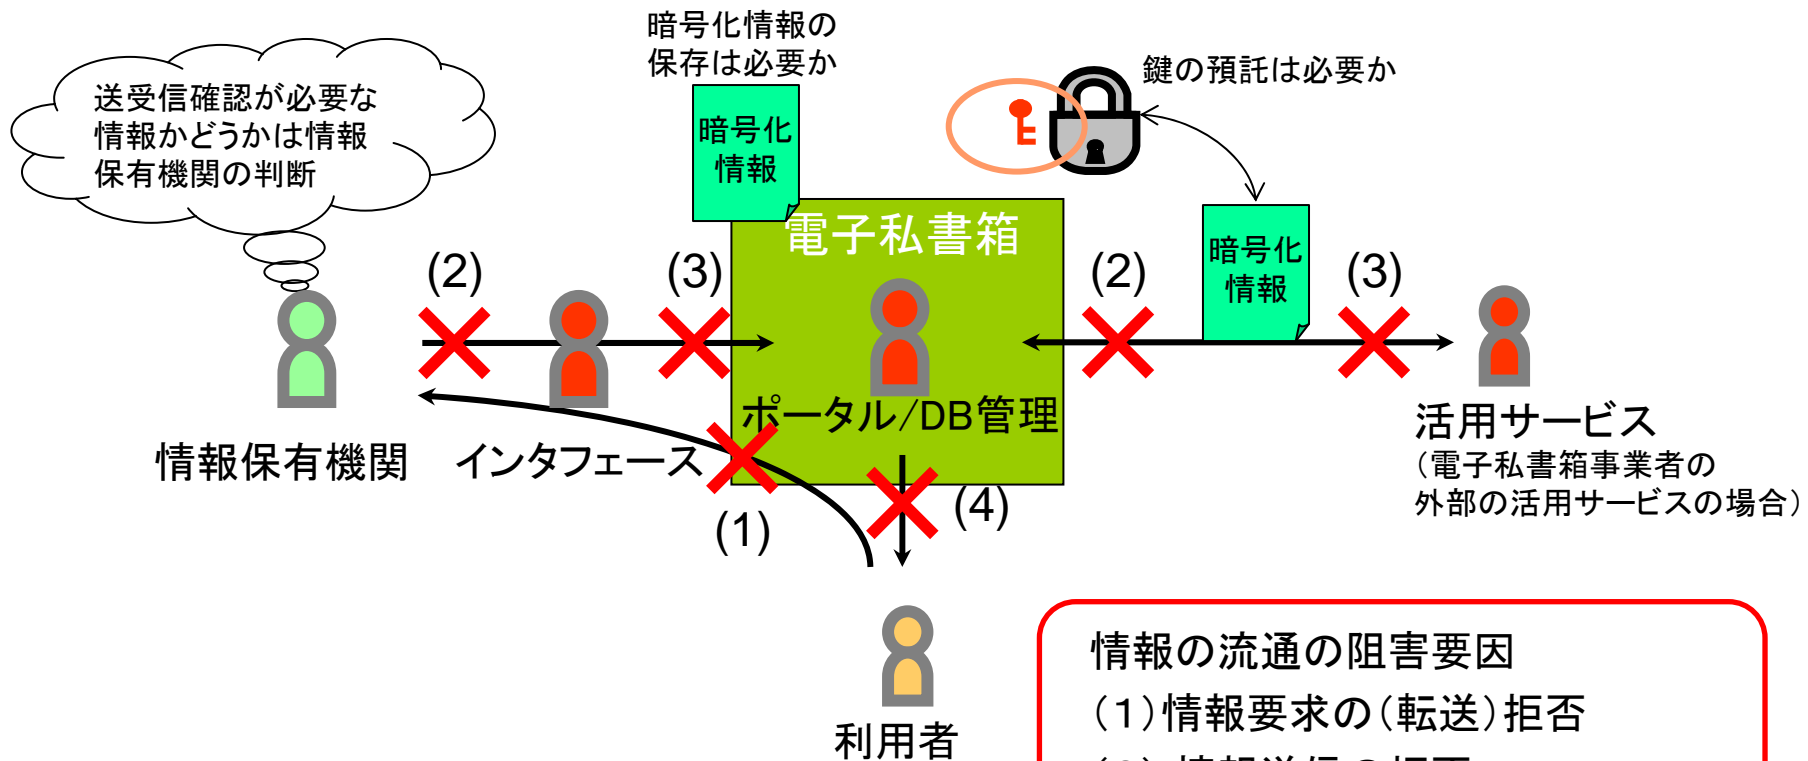 暗号化情報の
保存は必要か
送受信確認が必要な
情報かどうかは情報
保有機関の判断
鍵の預託は必要か
暗号化
情報
電子私書箱
暗号化
情報
(2)
(3)
(2)
(3)
ポータル/DB管理
情報保有機関
インタフェース
活用サービス
（電子私書箱事業者の
外部の活用サービスの場合）
(1)
(4)
利用者
情報の流通の阻害要因
（１）情報要求の（転送）拒否